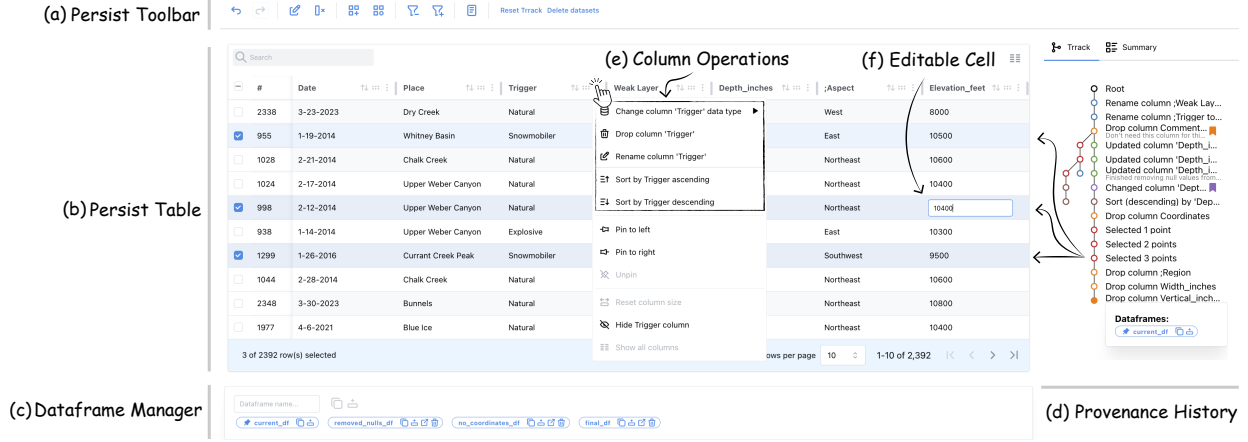 (a) Persist Toolbar
Reset Trrack Delete datasets
Search
(e) Column Operations
(f) Editable Cell
Trrack Summary
# Date Place Trigger Weak Layer Depth_inches ;Aspect Elevation_feet
2338 3-23-2023 Dry Creek Natural West 8000
955 1-19-2014 Whitney Basin Snowmobiler East 10500
1028 2-21-2014 Chalk Creek Natural Northeast 10600
1024 2-17-2014 Upper Weber Canyon Natural Northeast 10400
998 2-12-2014 Upper Weber Canyon Natural Northeast 10400
938 1-14-2014 Upper Weber Canyon Explosive East 10300
1299 1-26-2016 Currant Creek Peak Snowmobiler Southwest 9500
1044 2-28-2014 Chalk Creek Natural Northeast 10600
2348 3-30-2023 Bunnels Natural Northeast 10800
1977 4-6-2021 Blue Ice Natural Northeast 10400
3 of 2392 row(s) selected
ows per page 10 1-10 of 2,392
Change column 'Trigger' data type
Drop column 'Trigger'
Rename column 'Trigger'
Sort by Trigger ascending
Sort by Trigger descending
Pin to left
Pin to right
Unpin
Reset column size
Hide Trigger column
Show all columns
(b) Persist Table
Root
Rename column ;Weak Lay...
Rename column ;Trigger to...
Drop column Comment...
Don't need this column for thi...
Updated column 'Depth_i...
Updated column 'Depth_i...
Updated column 'Depth_i...
Finished removing null values from...
Changed column 'Dept...
Sort (descending) by 'Dep...
Drop column Coordinates
Selected 1 point
Selected 2 points
Selected 3 points
Drop column ;Region
Drop column Width_inches
Drop column Vertical_inch...
Dataframes:
current_df
(c) Dataframe Manager
Dataframe name...
current_df removed_nulls_df no_coordinates_df final_df
(d) Provenance History